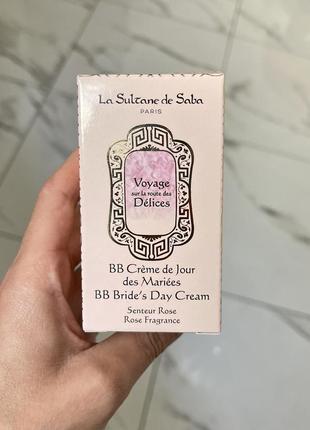 La Sultane de Saba
PARIS
Voyage
sur la route des
Délices
BB Crème de Jour
des Mariées
BB Bride's Day Cream
Senteur Rose
Rose Fragrance